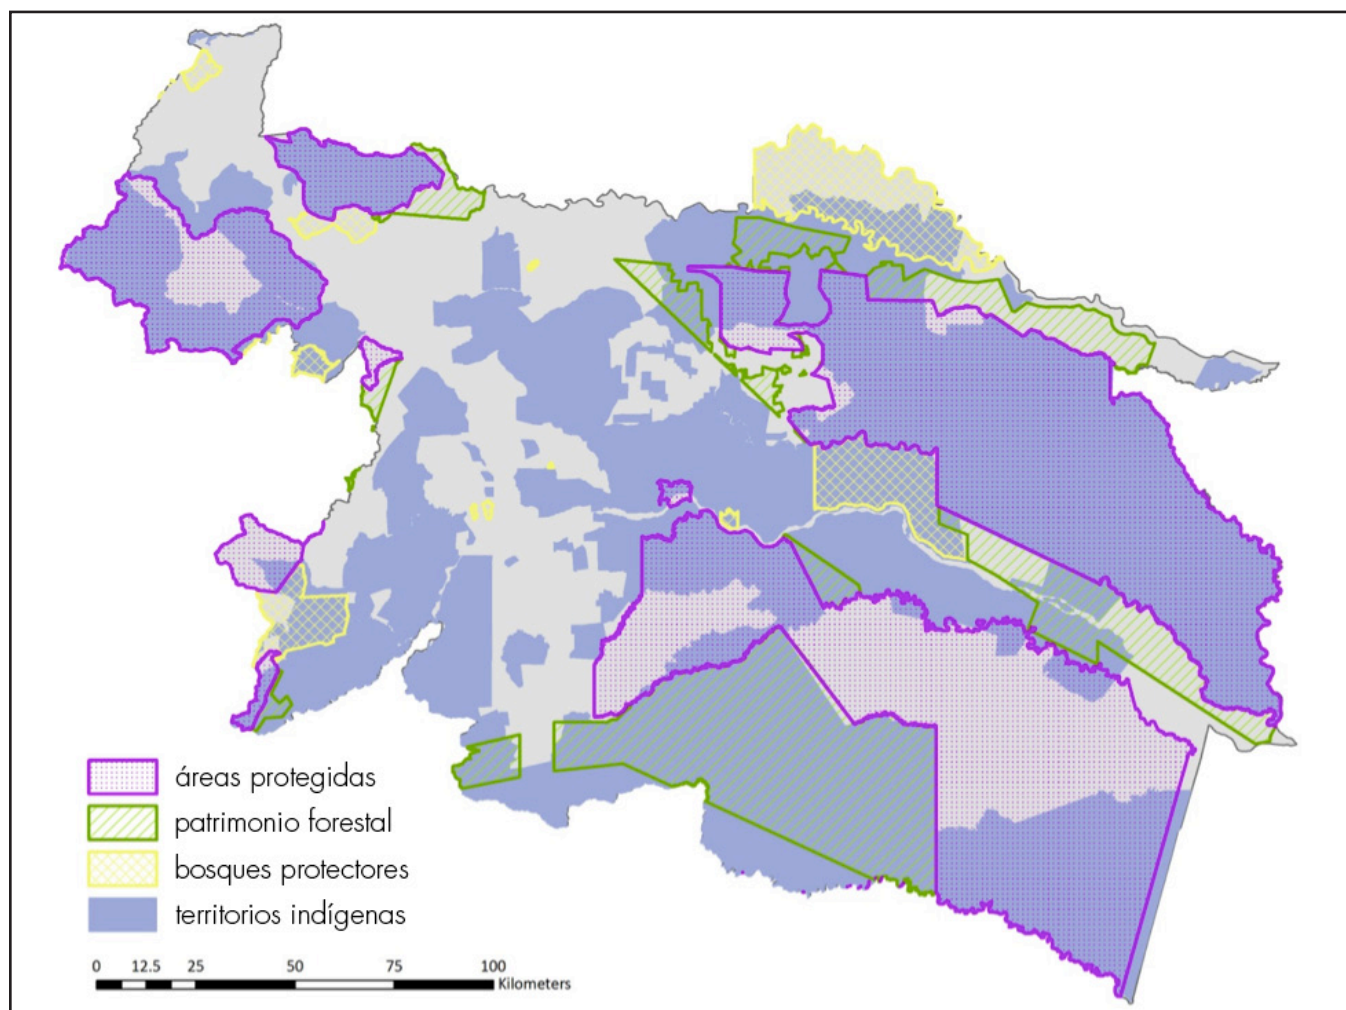 áreas protegidas
patrimonio forestal
bosques protectores
territorios indígenas
0 12.5 25 50 75 100
Kilometers